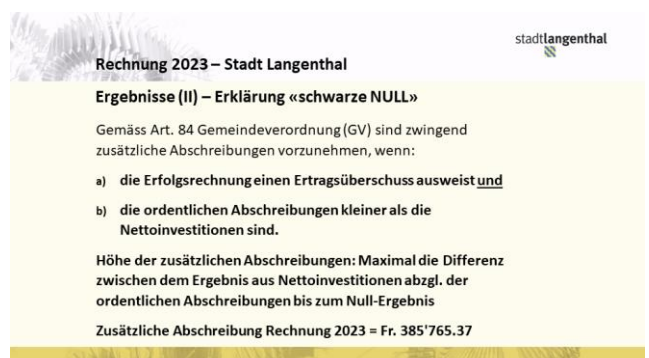 stadtlangenthal
Rechnung 2023 – Stadt Langenthal
Ergebnisse (II) – Erklärung «schwarze NULL»
Gemäss Art. 84 Gemeindeverordnung (GV) sind zwingend
zusätzliche Abschreibungen vorzunehmen, wenn:
a) die Erfolgsrechnung einen Ertragsüberschuss ausweist und
b) die ordentlichen Abschreibungen kleiner als die
Nettoinvestitionen sind.
Höhe der zusätzlichen Abschreibungen: Maximal die Differenz
zwischen dem Ergebnis aus Nettoinvestitionen abzgl. der
ordentlichen Abschreibungen bis zum Null-Ergebnis
Zusätzliche Abschreibung Rechnung 2023 = Fr. 385'765.37